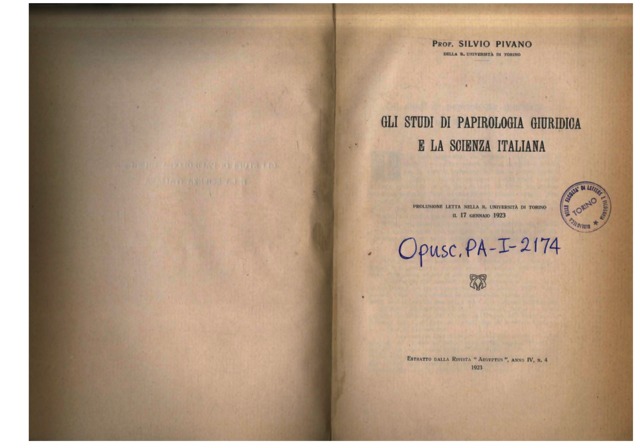 Prof. SILVIO PIVANO
DELLA R. UNIVERSITÀ DI TORINO
GLI STUDI DI PAPIROLOGIA GIURIDICA
E LA SCIENZA ITALIANA
PROLUSIONE LETTA NELLA R. UNIVERSITÀ DI TORINO
IL 17 GENNAIO 1923
TORINO
Opusc. PA-I-2174
Estratto dalla Rivista "Aegyptus", anno IV, n. 4
1923